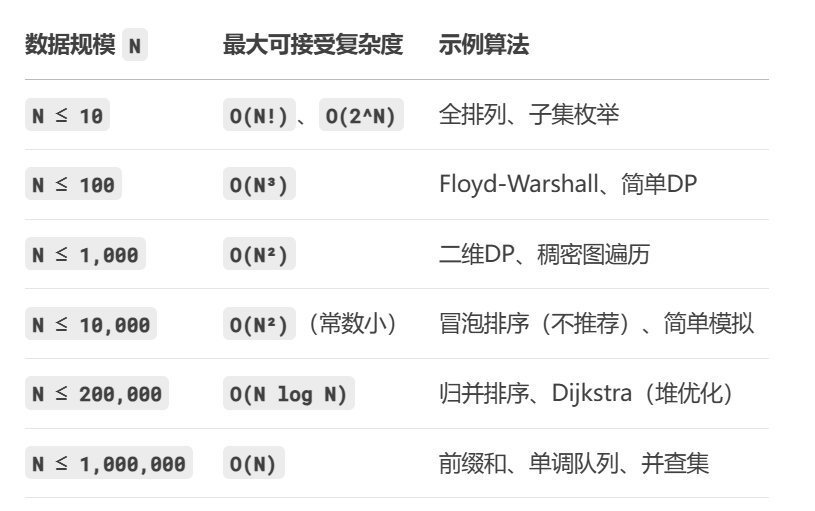 数据规模 N 最大可接受复杂度 示例算法
N ≤ 10 O(N!)、O(2^N) 全排列、子集枚举
N ≤ 100 O(N³) Floyd-Warshall、简单DP
N ≤ 1,000 O(N²) 二维DP、稠密图遍历
N ≤ 10,000 O(N²)（常数小） 冒泡排序（不推荐）、简单模拟
N ≤ 200,000 O(N log N) 归并排序、Dijkstra（堆优化）
N ≤ 1,000,000 O(N) 前缀和、单调队列、并查集